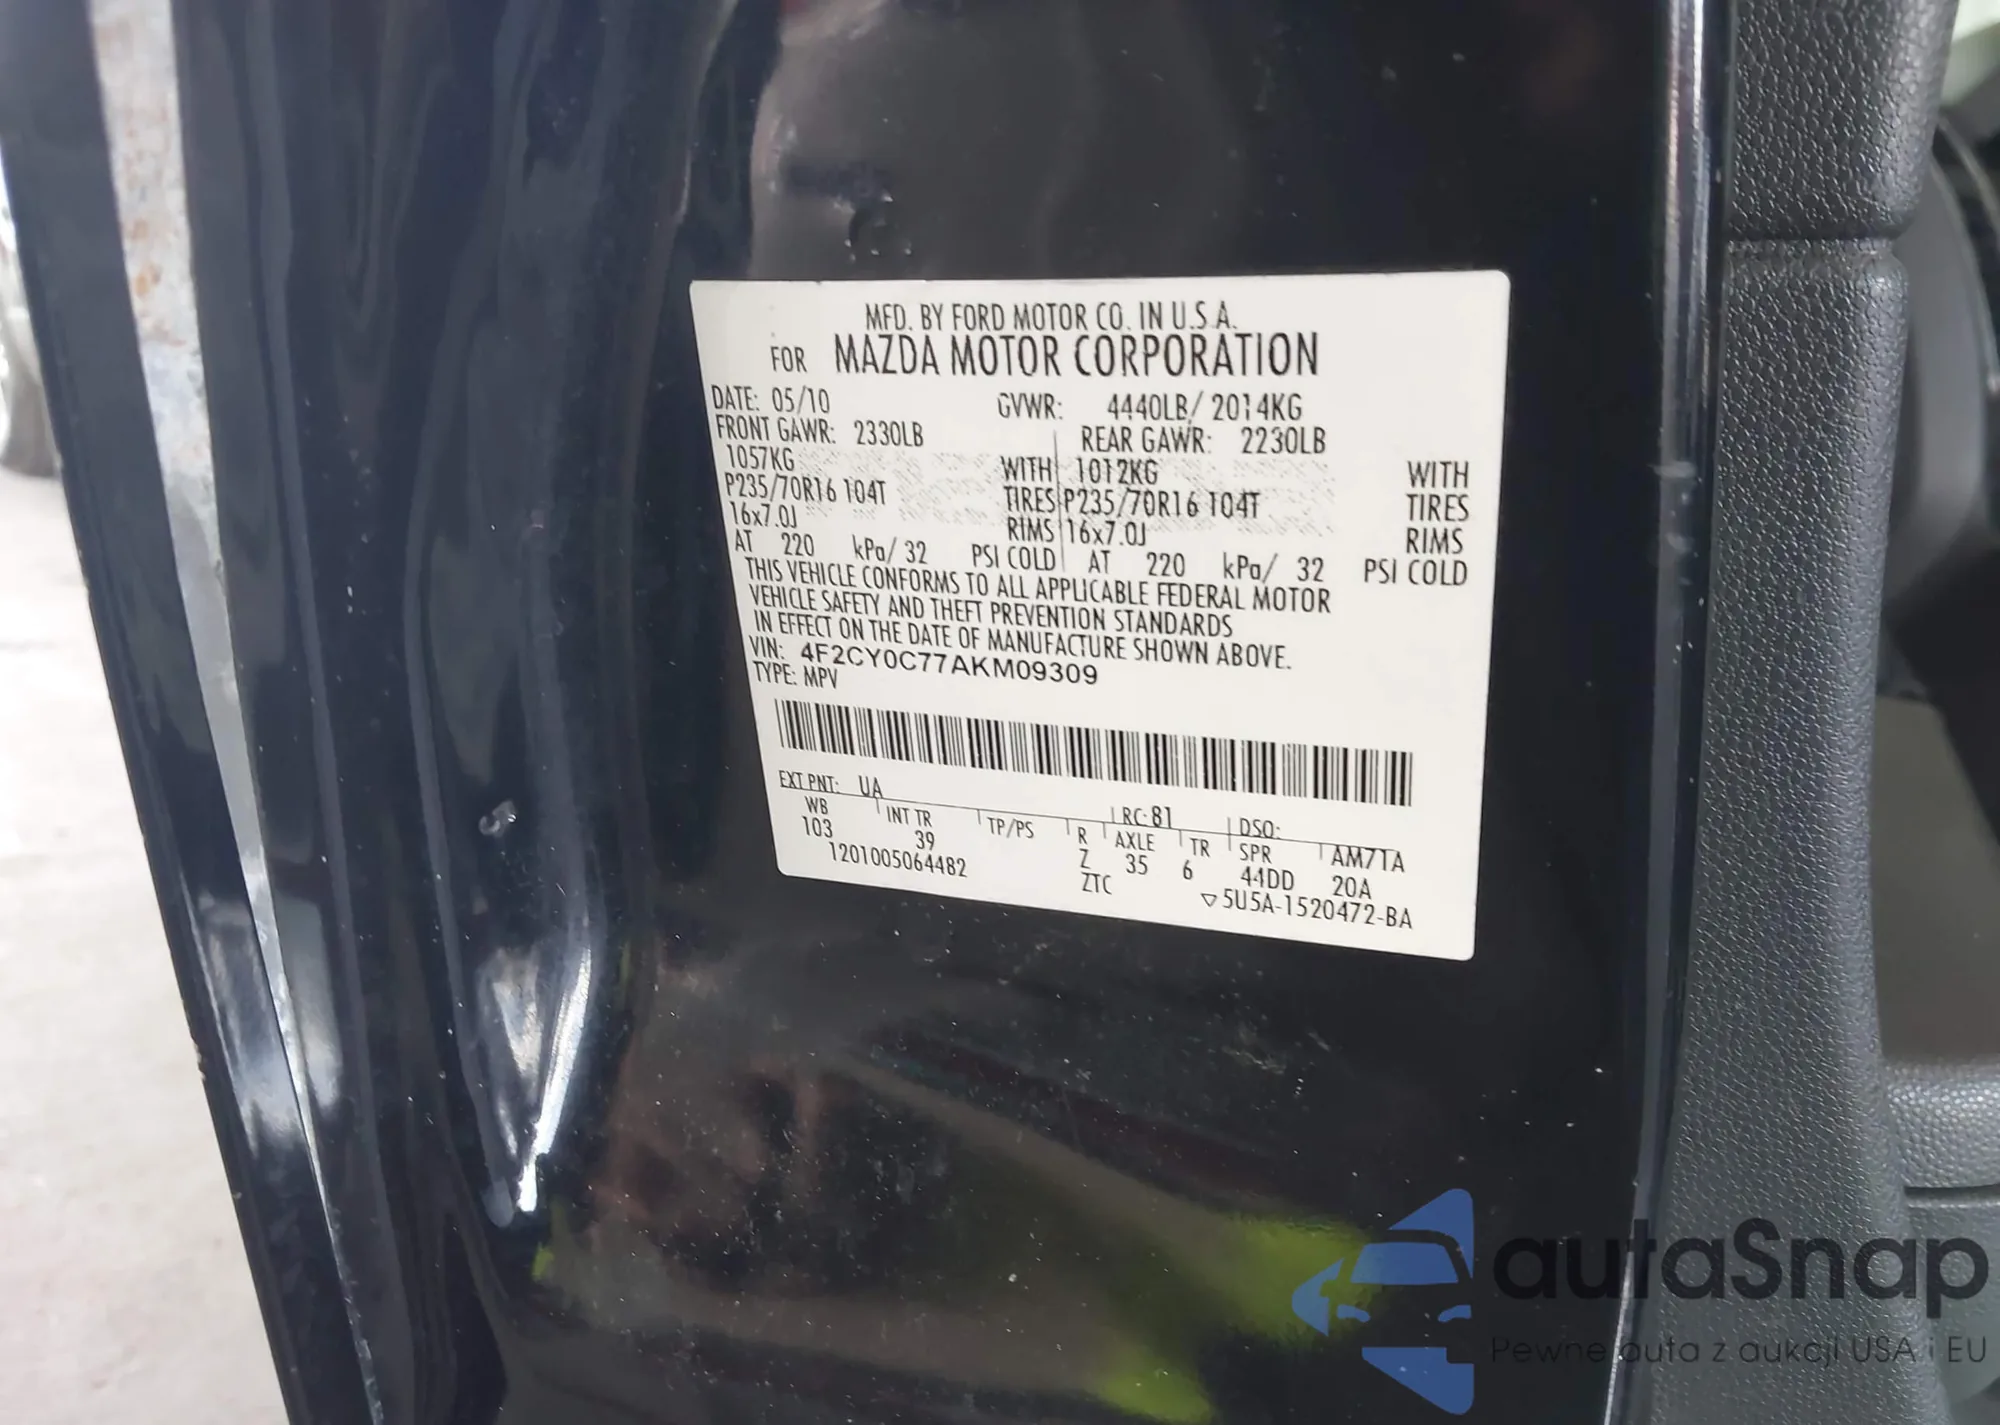 MFD. BY FORD MOTOR CO. IN U.S.A.
FOR MAZDA MOTOR CORPORATION
DATE: 05/10 GVWR: 4440LB/ 2014KG
FRONT GAWR: 2330LB REAR GAWR: 2230LB
1057KG WITH 1012KG WITH
P235/70R16 104T TIRES P235/70R16 104T TIRES
16x7.0J RIMS 16x7.0J RIMS
AT 220 kPa/ 32 PSI COLD AT 220 kPa/ 32 PSI COLD
THIS VEHICLE CONFORMS TO ALL APPLICABLE FEDERAL MOTOR
VEHICLE SAFETY AND THEFT PREVENTION STANDARDS
IN EFFECT ON THE DATE OF MANUFACTURE SHOWN ABOVE.
VIN: 4F2CY0C77AKM09309
TYPE: MPV
EXT PNT: UA RC: 81 DSO:
WB INT TR TP/PS R AXLE TR SPR AM71A
103 39 Z 35 6 44DD 20A
1201005064482 ZTC ▽5U5A-1520472-BA
autaSnap
Pewne auta z aukcji USA i EU